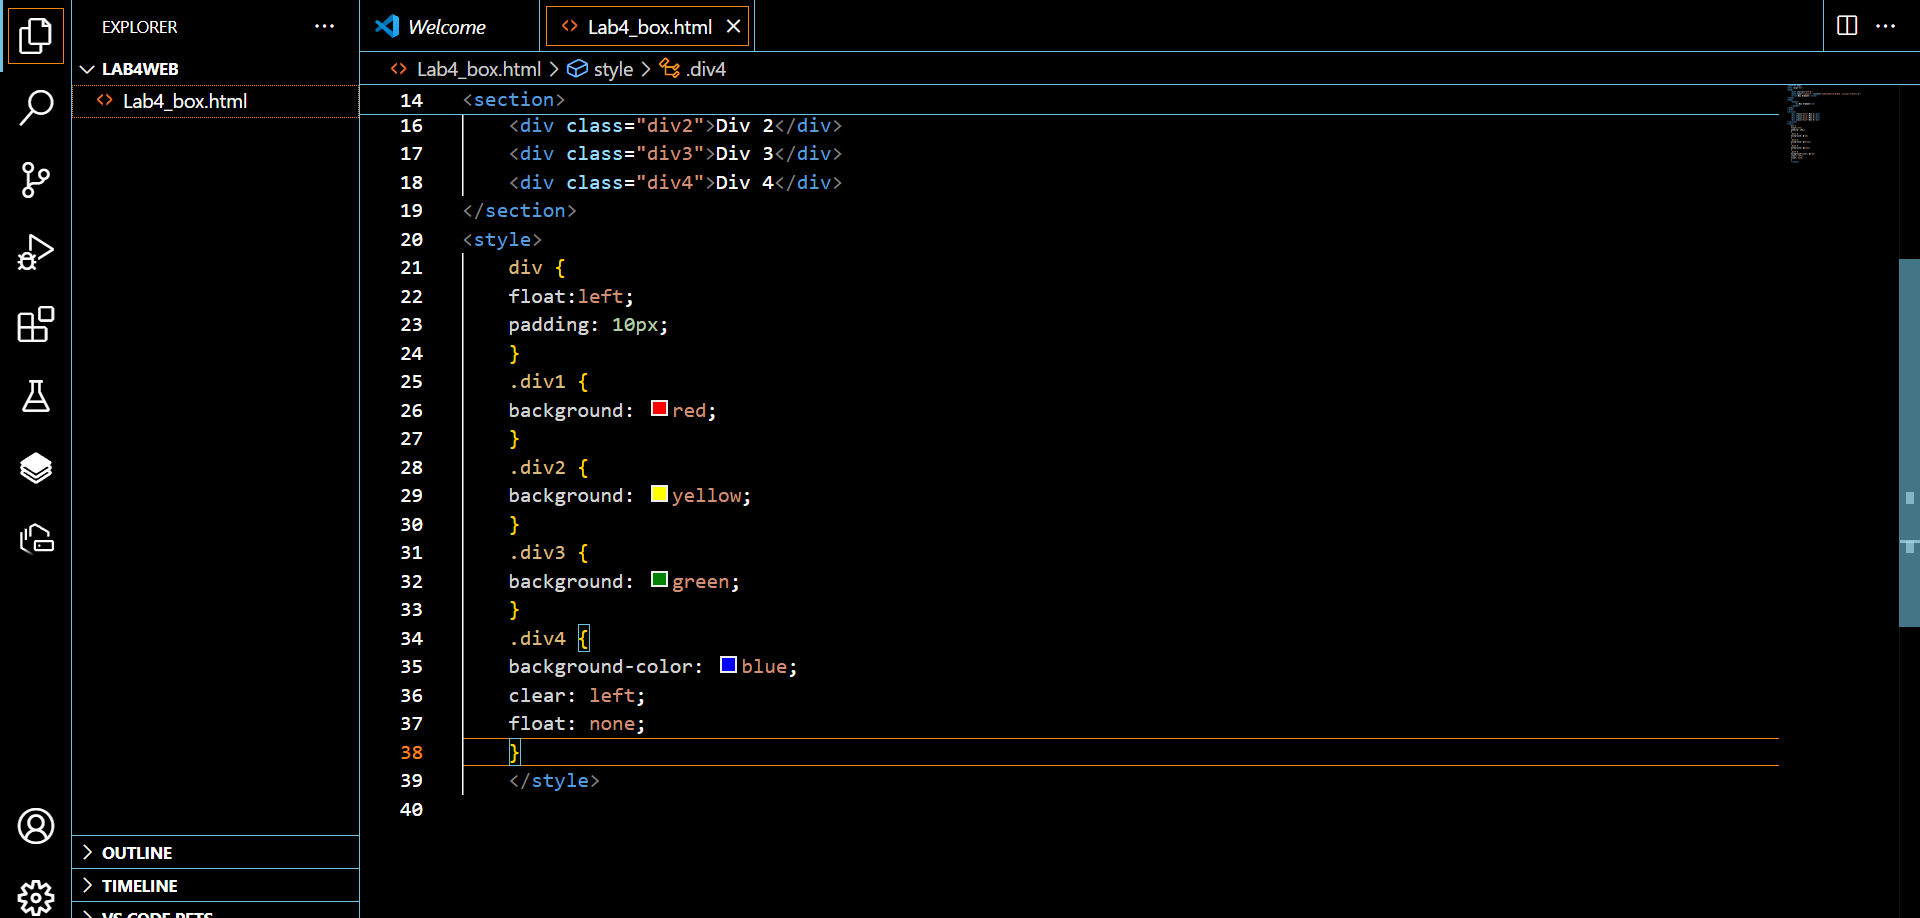 EXPLORER
LAB4WEB
Lab4_box.html
OUTLINE
TIMELINE
VS CODE PETS
Welcome
Lab4_box.html
Lab4_box.html > style > .div4
14 <section>
16 <div class="div2">Div 2</div>
17 <div class="div3">Div 3</div>
18 <div class="div4">Div 4</div>
19 </section>
20 <style>
21 div {
22 float:left;
23 padding: 10px;
24 }
25 .div1 {
26 background: red;
27 }
28 .div2 {
29 background: yellow;
30 }
31 .div3 {
32 background: green;
33 }
34 .div4 {
35 background-color: blue;
36 clear: left;
37 float: none;
38 }
39 </style>
40